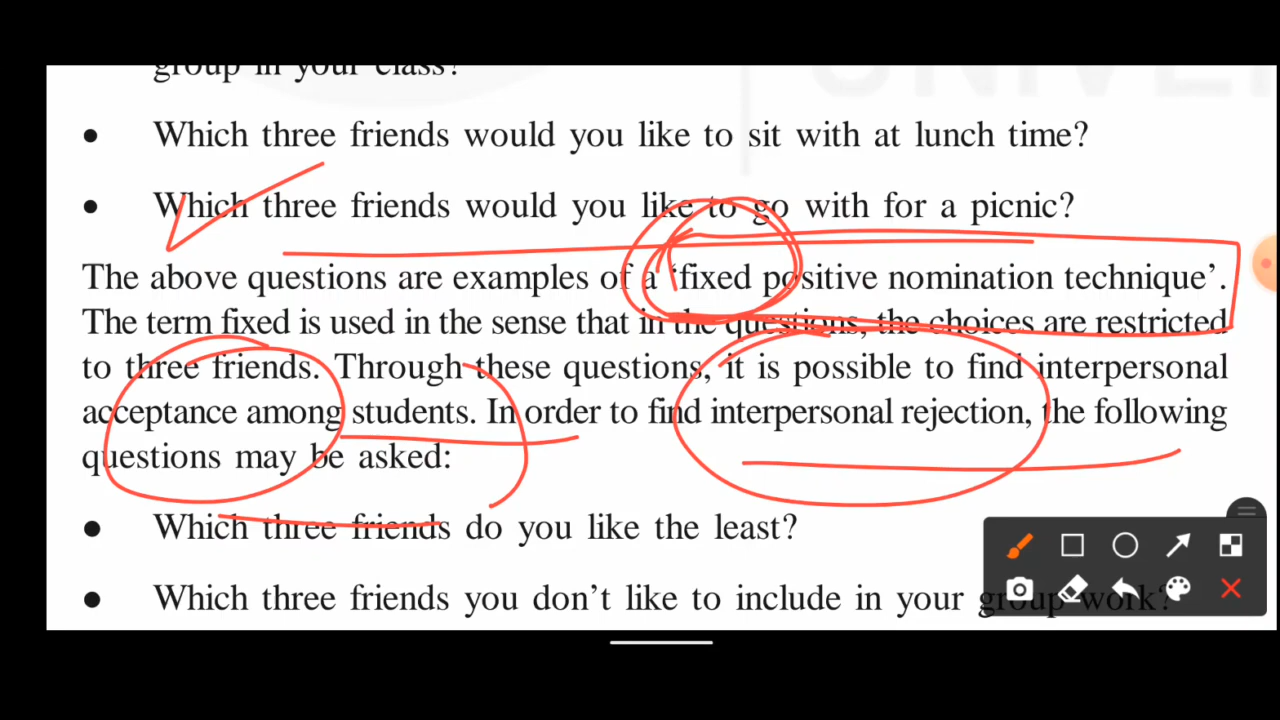 group in your class?
● Which three friends would you like to sit with at lunch time?
● Which three friends would you like to go with for a picnic?
The above questions are examples of a ‘fixed positive nomination technique’.
The term fixed is used in the sense that in the questions, the choices are restricted
to three friends. Through these questions, it is possible to find interpersonal
acceptance among students. In order to find interpersonal rejection, the following
questions may be asked:
● Which three friends do you like the least?
● Which three friends you don’t like to include in your group work?